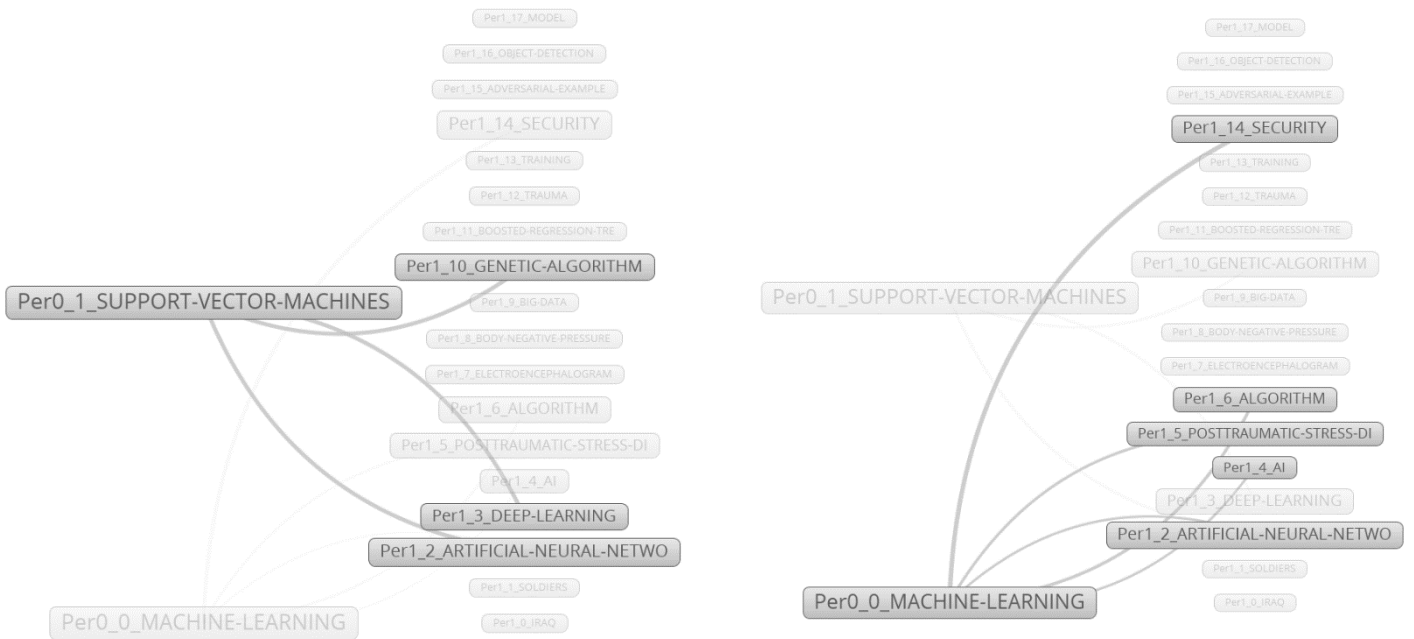 Per1_17_MODEL
Per1_16_OBJECT-DETECTION
Per1_15_ADVERSARIAL-EXAMPLE
Per1_14_SECURITY
Per1_13_TRAINING
Per1_12_TRAUMA
Per1_11_BOOSTED-REGRESSION-TRE
Per1_10_GENETIC-ALGORITHM
Per0_1_SUPPORT-VECTOR-MACHINES
Per1_9_BIG-DATA
Per1_8_BODY-NEGATIVE-PRESSURE
Per1_7_ELECTROENCEPHALOGRAM
Per1_6_ALGORITHM
Per1_5_POSTTRAUMATIC-STRESS-DI
Per1_4_AI
Per1_3_DEEP-LEARNING
Per1_2_ARTIFICIAL-NEURAL-NETWO
Per1_1_SOLDIERS
Per0_0_MACHINE-LEARNING
Per1_0_IRAQ
Per1_17_MODEL
Per1_16_OBJECT-DETECTION
Per1_15_ADVERSARIAL-EXAMPLE
Per1_14_SECURITY
Per1_13_TRAINING
Per1_12_TRAUMA
Per1_11_BOOSTED-REGRESSION-TRE
Per1_10_GENETIC-ALGORITHM
Per0_1_SUPPORT-VECTOR-MACHINES
Per1_9_BIG-DATA
Per1_8_BODY-NEGATIVE-PRESSURE
Per1_7_ELECTROENCEPHALOGRAM
Per1_6_ALGORITHM
Per1_5_POSTTRAUMATIC-STRESS-DI
Per1_4_AI
Per1_3_DEEP-LEARNING
Per1_2_ARTIFICIAL-NEURAL-NETWO
Per1_1_SOLDIERS
Per0_0_MACHINE-LEARNING
Per1_0_IRAQ